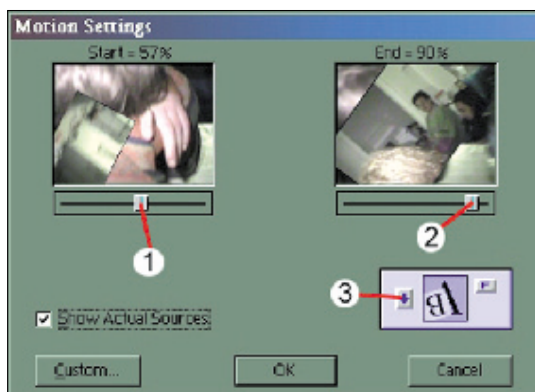 Motion Settings
Start = 57%
End = 90%
1
2
3
B
F
Show Actual Sources
Custom...
OK
Cancel